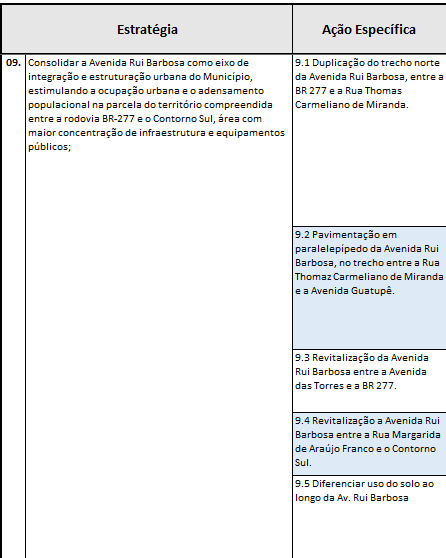 Estratégia
Ação Específica
09. Consolidar a Avenida Rui Barbosa como eixo de
integração e estruturação urbana do Município,
estimulando a ocupação urbana e o adensamento
populacional na parcela do território compreendida
entre a rodovia BR-277 e o Contorno Sul, área com
maior concentração de infraestrutura e equipamentos
públicos;
9.1 Duplicação do trecho norte
da Avenida Rui Barbosa, entre a
BR 277 e a Rua Thomas
Carmeliano de Miranda.
9.2 Pavimentação em
paralelepípedo da Avenida Rui
Barbosa, no trecho entre a Rua
Thomaz Carmeliano de Miranda
e a Avenida Guatupê.
9.3 Revitalização da Avenida
Rui Barbosa entre a Avenida
das Torres e a BR 277.
9.4 Revitalização a Avenida Rui
Barbosa entre a Rua Margarida
de Araújo Franco e o Contorno
Sul.
9.5 Diferenciar uso do solo ao
longo da Av. Rui Barbosa